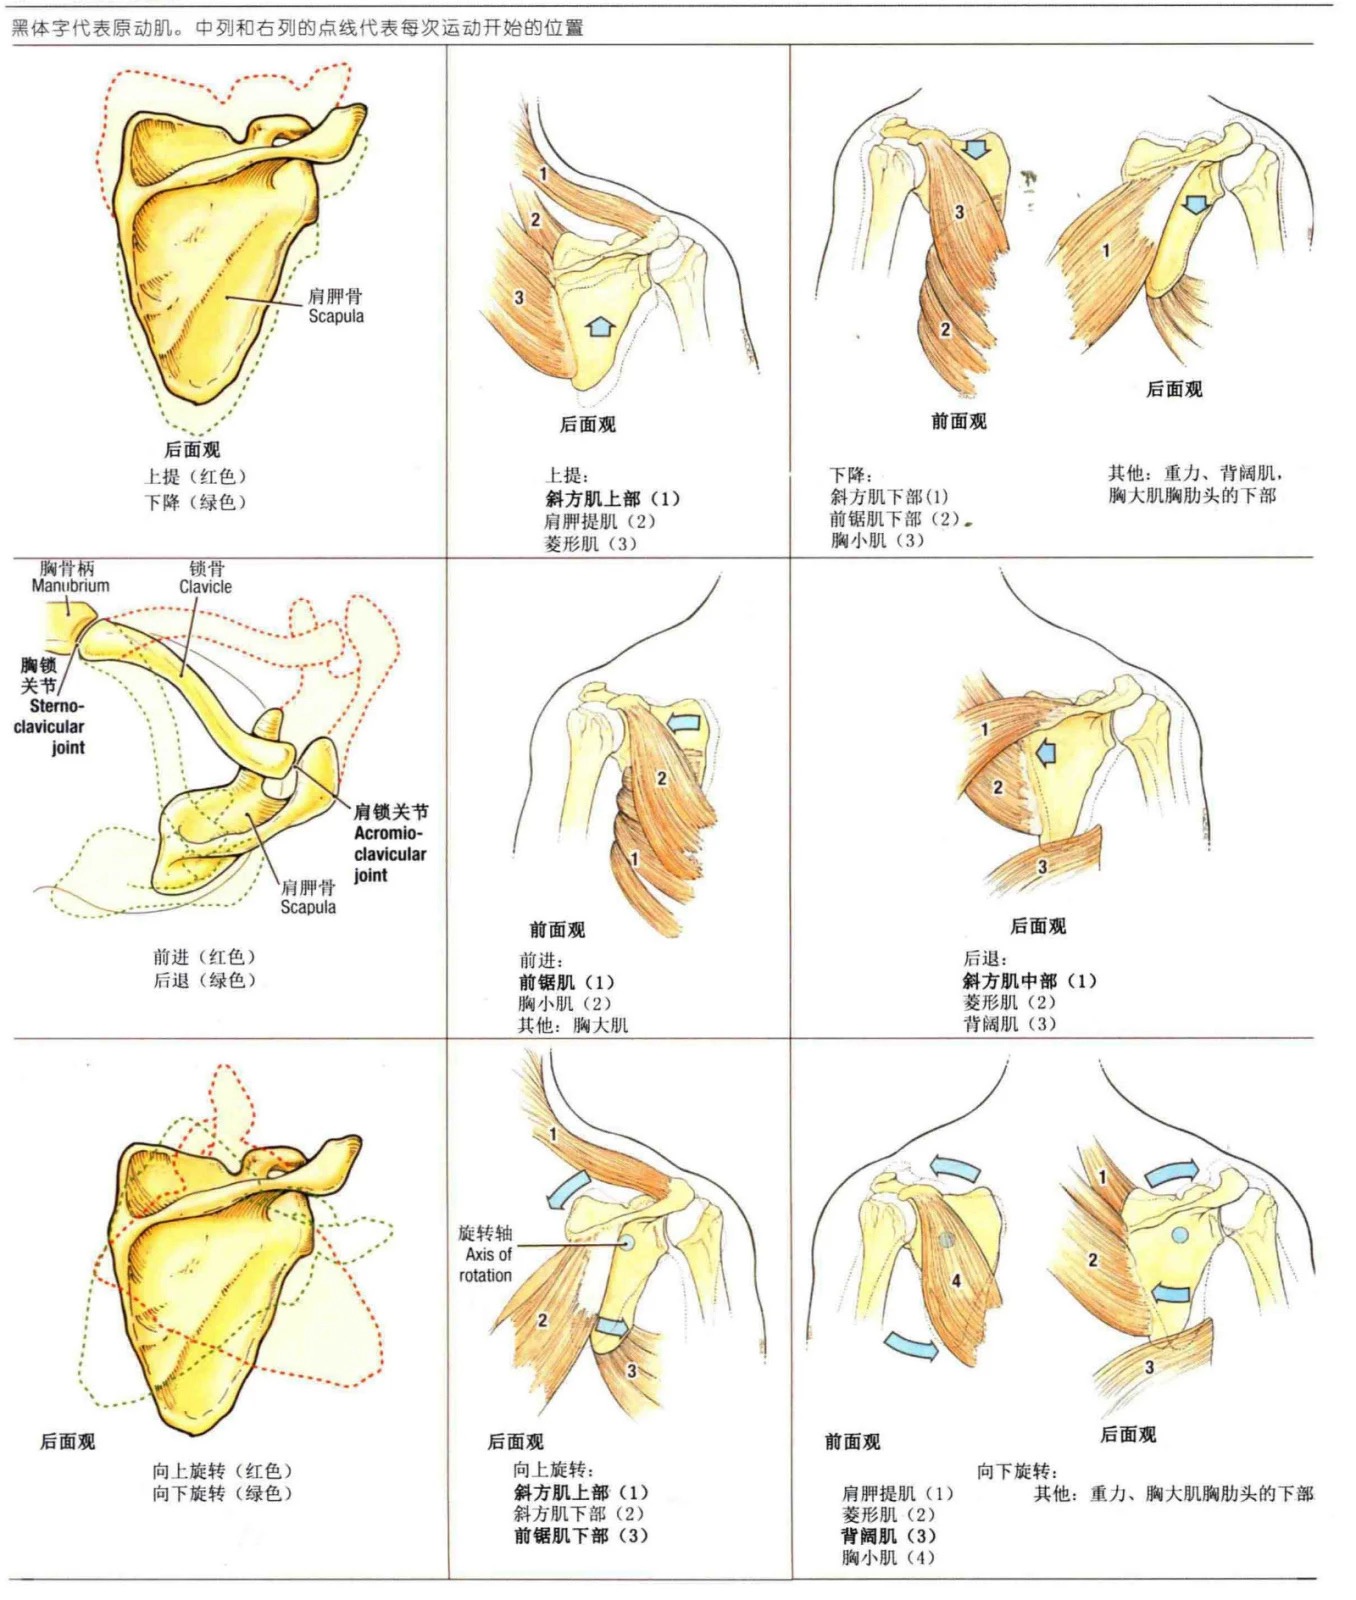 黑体字代表原动肌。中列和右列的点线代表每次运动开始的位置
肩胛骨
Scapula
后面观
上提（红色）
下降（绿色）
1
2
3
后面观
上提：
斜方肌上部（1）
肩胛提肌（2）
菱形肌（3）
3
2
前面观
1
后面观
下降：
斜方肌下部(1)
前锯肌下部（2）
胸小肌（3）
其他：重力、背阔肌，
胸大肌胸肋头的下部
胸骨柄
Manubrium
锁骨
Clavicle
胸锁
关节
Sterno-
clavicular
joint
肩锁关节
Acromio-
clavicular
joint
肩胛骨
Scapula
前进（红色）
后退（绿色）
2
1
前面观
前进：
前锯肌（1）
胸小肌（2）
其他：胸大肌
1
2
3
后面观
后退：
斜方肌中部（1）
菱形肌（2）
背阔肌（3）
后面观
向上旋转（红色）
向下旋转（绿色）
1
旋转轴
Axis of
rotation
2
3
后面观
向上旋转：
斜方肌上部（1）
斜方肌下部（2）
前锯肌下部（3）
4
前面观
1
2
3
后面观
向下旋转：
肩胛提肌（1）
菱形肌（2）
背阔肌（3）
胸小肌（4）
其他：重力、胸大肌胸肋头的下部